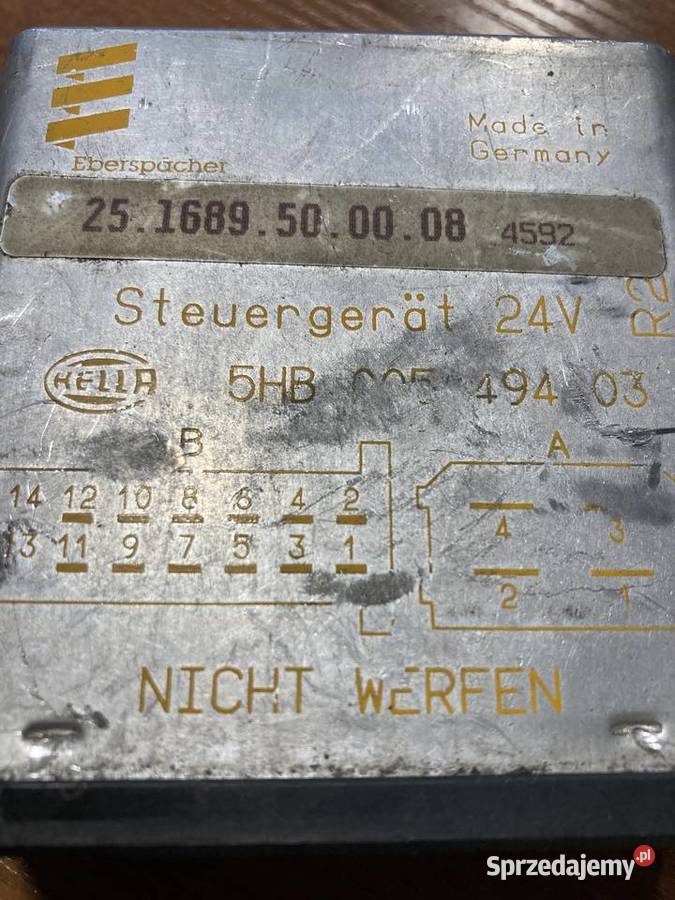 Eberspächer
Made in
Germany
25.1689.50.00.08 4592
Steuergerät 24V
R2
HELLA
5HB 005 494 03
B
A
14 12 10 8 6 4 2
13 11 9 7 5 3 1
4 3
2 1
NICHT WERFEN
Sprzedajemy.pl